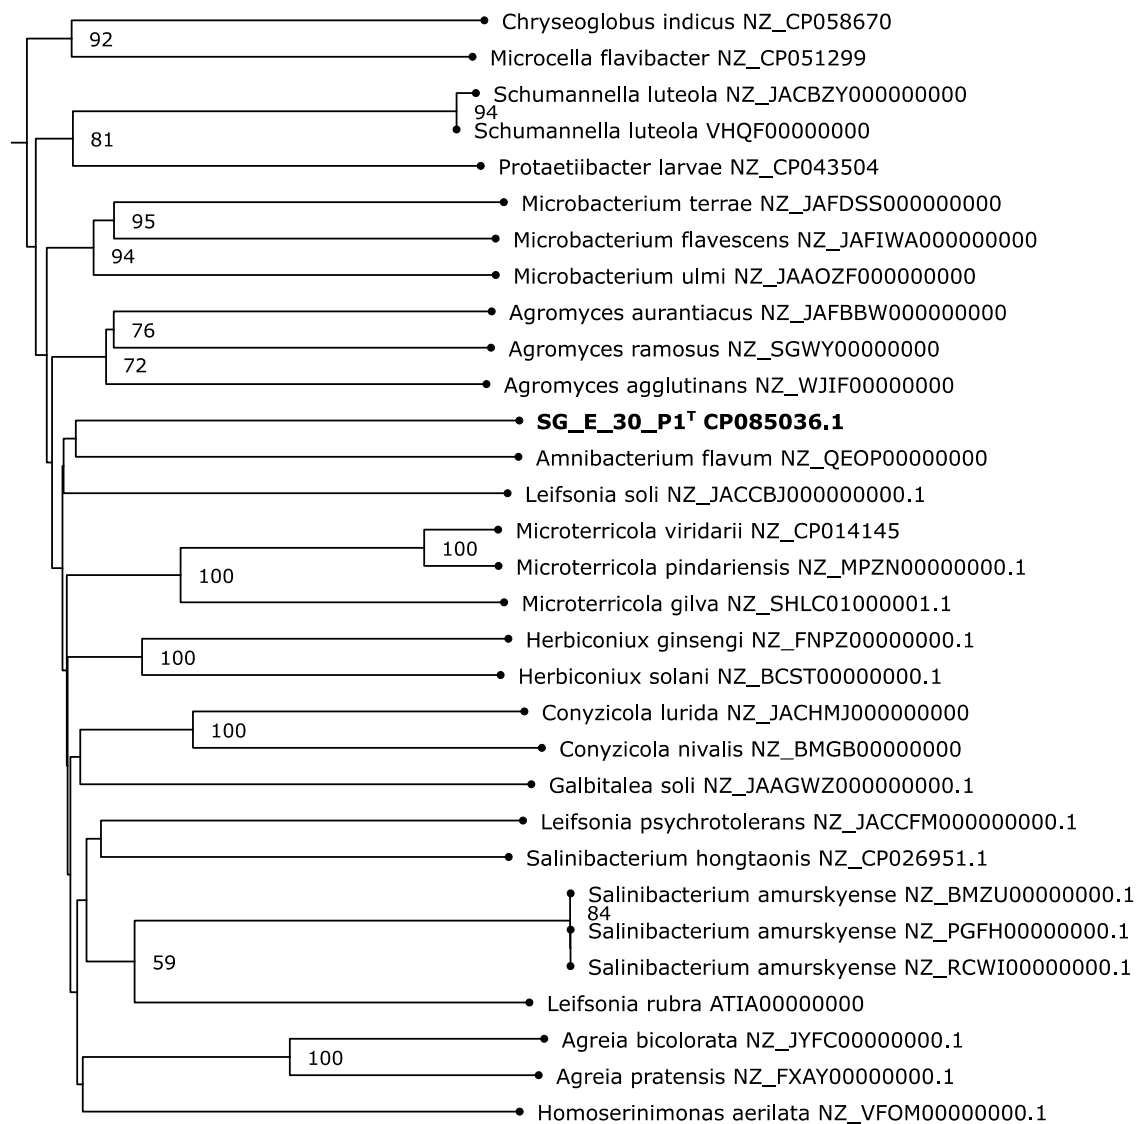 Chryseoglobus indicus NZ_CP058670
92
Microcella flavibacter NZ_CP051299
Schumannella luteola NZ_JACBZY000000000
94
Schumannella luteola VHQF00000000
81
Protaetiibacter larvae NZ_CP043504
Microbacterium terrae NZ_JAFDSS000000000
95
Microbacterium flavescens NZ_JAFIWA000000000
94
Microbacterium ulmi NZ_JAAOZF000000000
Agromyces aurantiacus NZ_JAFBBW000000000
76
Agromyces ramosus NZ_SGWY00000000
72
Agromyces agglutinans NZ_WJIF00000000
SG_E_30_P1ᵀ CP085036.1
Amnibacterium flavum NZ_QEOP00000000
Leifsonia soli NZ_JACCBJ000000000.1
Microterricola viridarii NZ_CP014145
100
Microterricola pindariensis NZ_MPZN00000000.1
100
Microterricola gilva NZ_SHLC01000001.1
Herbiconiux ginsengi NZ_FNPZ00000000.1
100
Herbiconiux solani NZ_BCST00000000.1
Conyzicola lurida NZ_JACHMJ000000000
100
Conyzicola nivalis NZ_BMGB00000000
Galbitalea soli NZ_JAAGWZ000000000.1
Leifsonia psychrotolerans NZ_JACCFM000000000.1
Salinibacterium hongtaonis NZ_CP026951.1
Salinibacterium amurskyense NZ_BMZU00000000.1
84
Salinibacterium amurskyense NZ_PGFH00000000.1
59
Salinibacterium amurskyense NZ_RCWI00000000.1
Leifsonia rubra ATIA00000000
Agreia bicolorata NZ_JYFC00000000.1
100
Agreia pratensis NZ_FXAY00000000.1
Homoserinimonas aerilata NZ_VFOM00000000.1